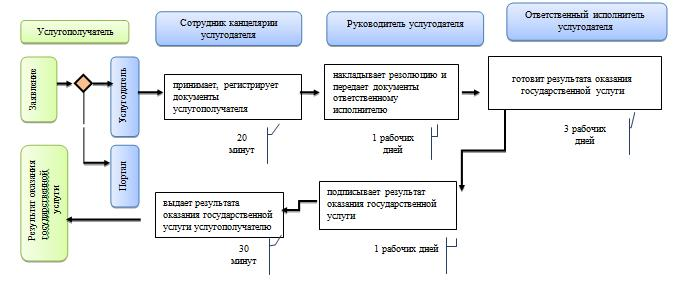 Услугополучатель
Сотрудник канцелярии
услугодателя
Руководитель услугодателя
Ответственный исполнитель
услугодателя
Заявление
Услугодатель
Портал
принимает, регистрирует
документы
услугополучателя
20
минут
накладывает резолюцию и
передает документы
ответственному
исполнителю
1 рабочих
дней
готовит результата оказания
государственной услуги
3 рабочих
дней
подписывает результат
оказания государственной
услуги
1 рабочих дней
выдает результата
оказания государственной
услуги услугополучателю
30
минут
Результат оказания
государственной
услуги